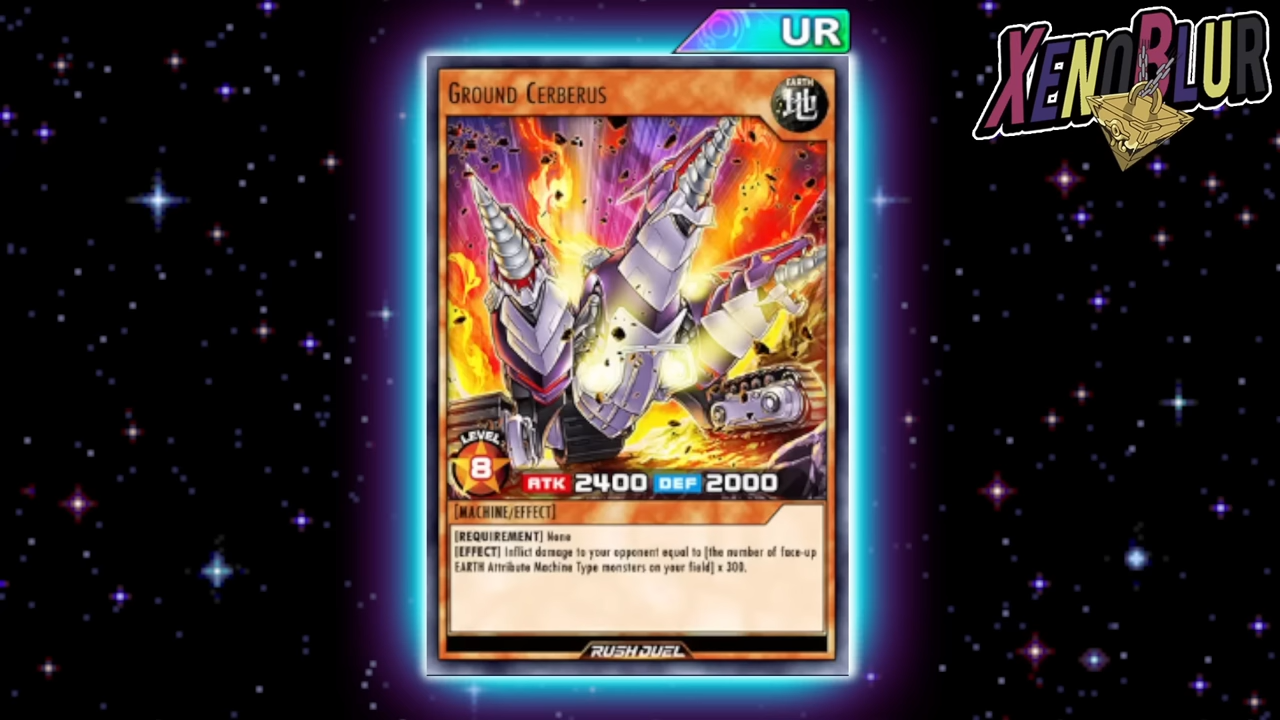 UR
XENOBLUR
GROUND CERBERUS
EARTH
地
LEVEL
8
ATK 2400 DEF 2000
[MACHINE/EFFECT]
[REQUIREMENT] None
[EFFECT] Inflict damage to your opponent equal to [the number of face-up
EARTH Attribute Machine Type monsters on your field] x 300.
RUSH DUEL